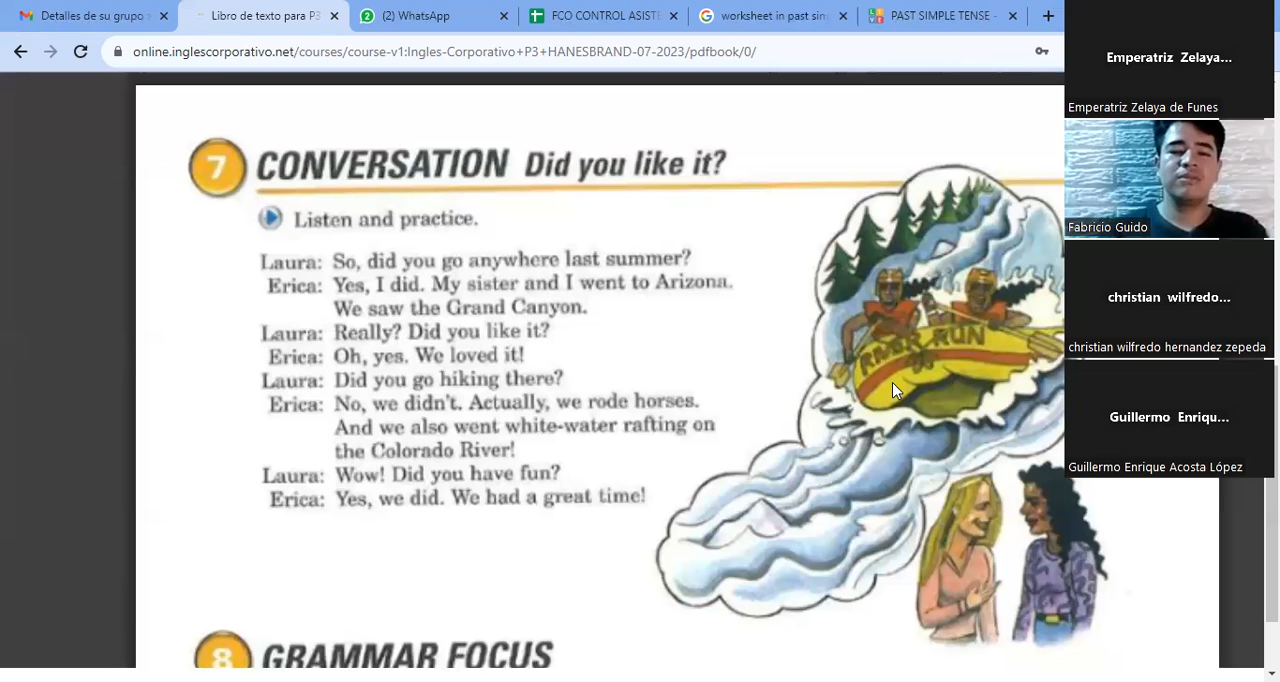 Detalles de su grupo a
Libro de texto para P3
(2) WhatsApp
FCO CONTROL ASISTE
worksheet in past sim
PAST SIMPLE TENSE -
online.inglescorporativo.net/courses/course-v1:Ingles-Corporativo+P3+HANESBRAND-07-2023/pdfbook/0/
7 CONVERSATION Did you like it?
Listen and practice.
Laura: So, did you go anywhere last summer?
Erica: Yes, I did. My sister and I went to Arizona.
We saw the Grand Canyon.
Laura: Really? Did you like it?
Erica: Oh, yes. We loved it!
Laura: Did you go hiking there?
Erica: No, we didn't. Actually, we rode horses.
And we also went white-water rafting on
the Colorado River!
Laura: Wow! Did you have fun?
Erica: Yes, we did. We had a great time!
RIVER RUN
8 GRAMMAR FOCUS
Emperatriz Zelaya...
Emperatriz Zelaya de Funes
Fabricio Guido
christian wilfredo...
christian wilfredo hernandez zepeda
Guillermo Enriqu...
Guillermo Enrique Acosta López